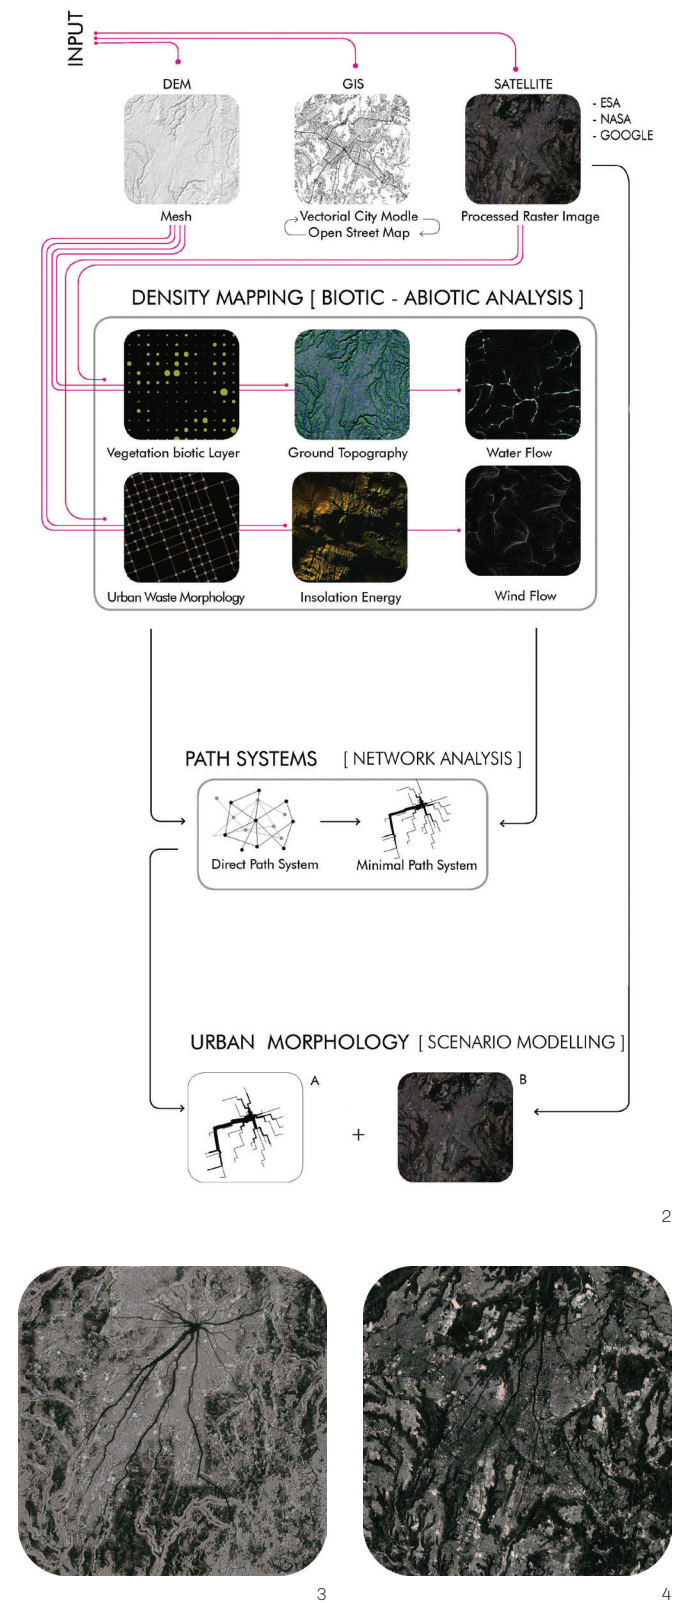 INPUT
DEM
GIS
SATELLITE
- ESA
- NASA
- GOOGLE
Mesh
Vectorial City Modle
Open Street Map
Processed Raster Image
DENSITY MAPPING [ BIOTIC - ABIOTIC ANALYSIS ]
Vegetation biotic Layer
Ground Topography
Water Flow
Urban Waste Morphology
Insolation Energy
Wind Flow
PATH SYSTEMS [ NETWORK ANALYSIS ]
Direct Path System
Minimal Path System
URBAN MORPHOLOGY [ SCENARIO MODELLING ]
A
B
+
2
3
4